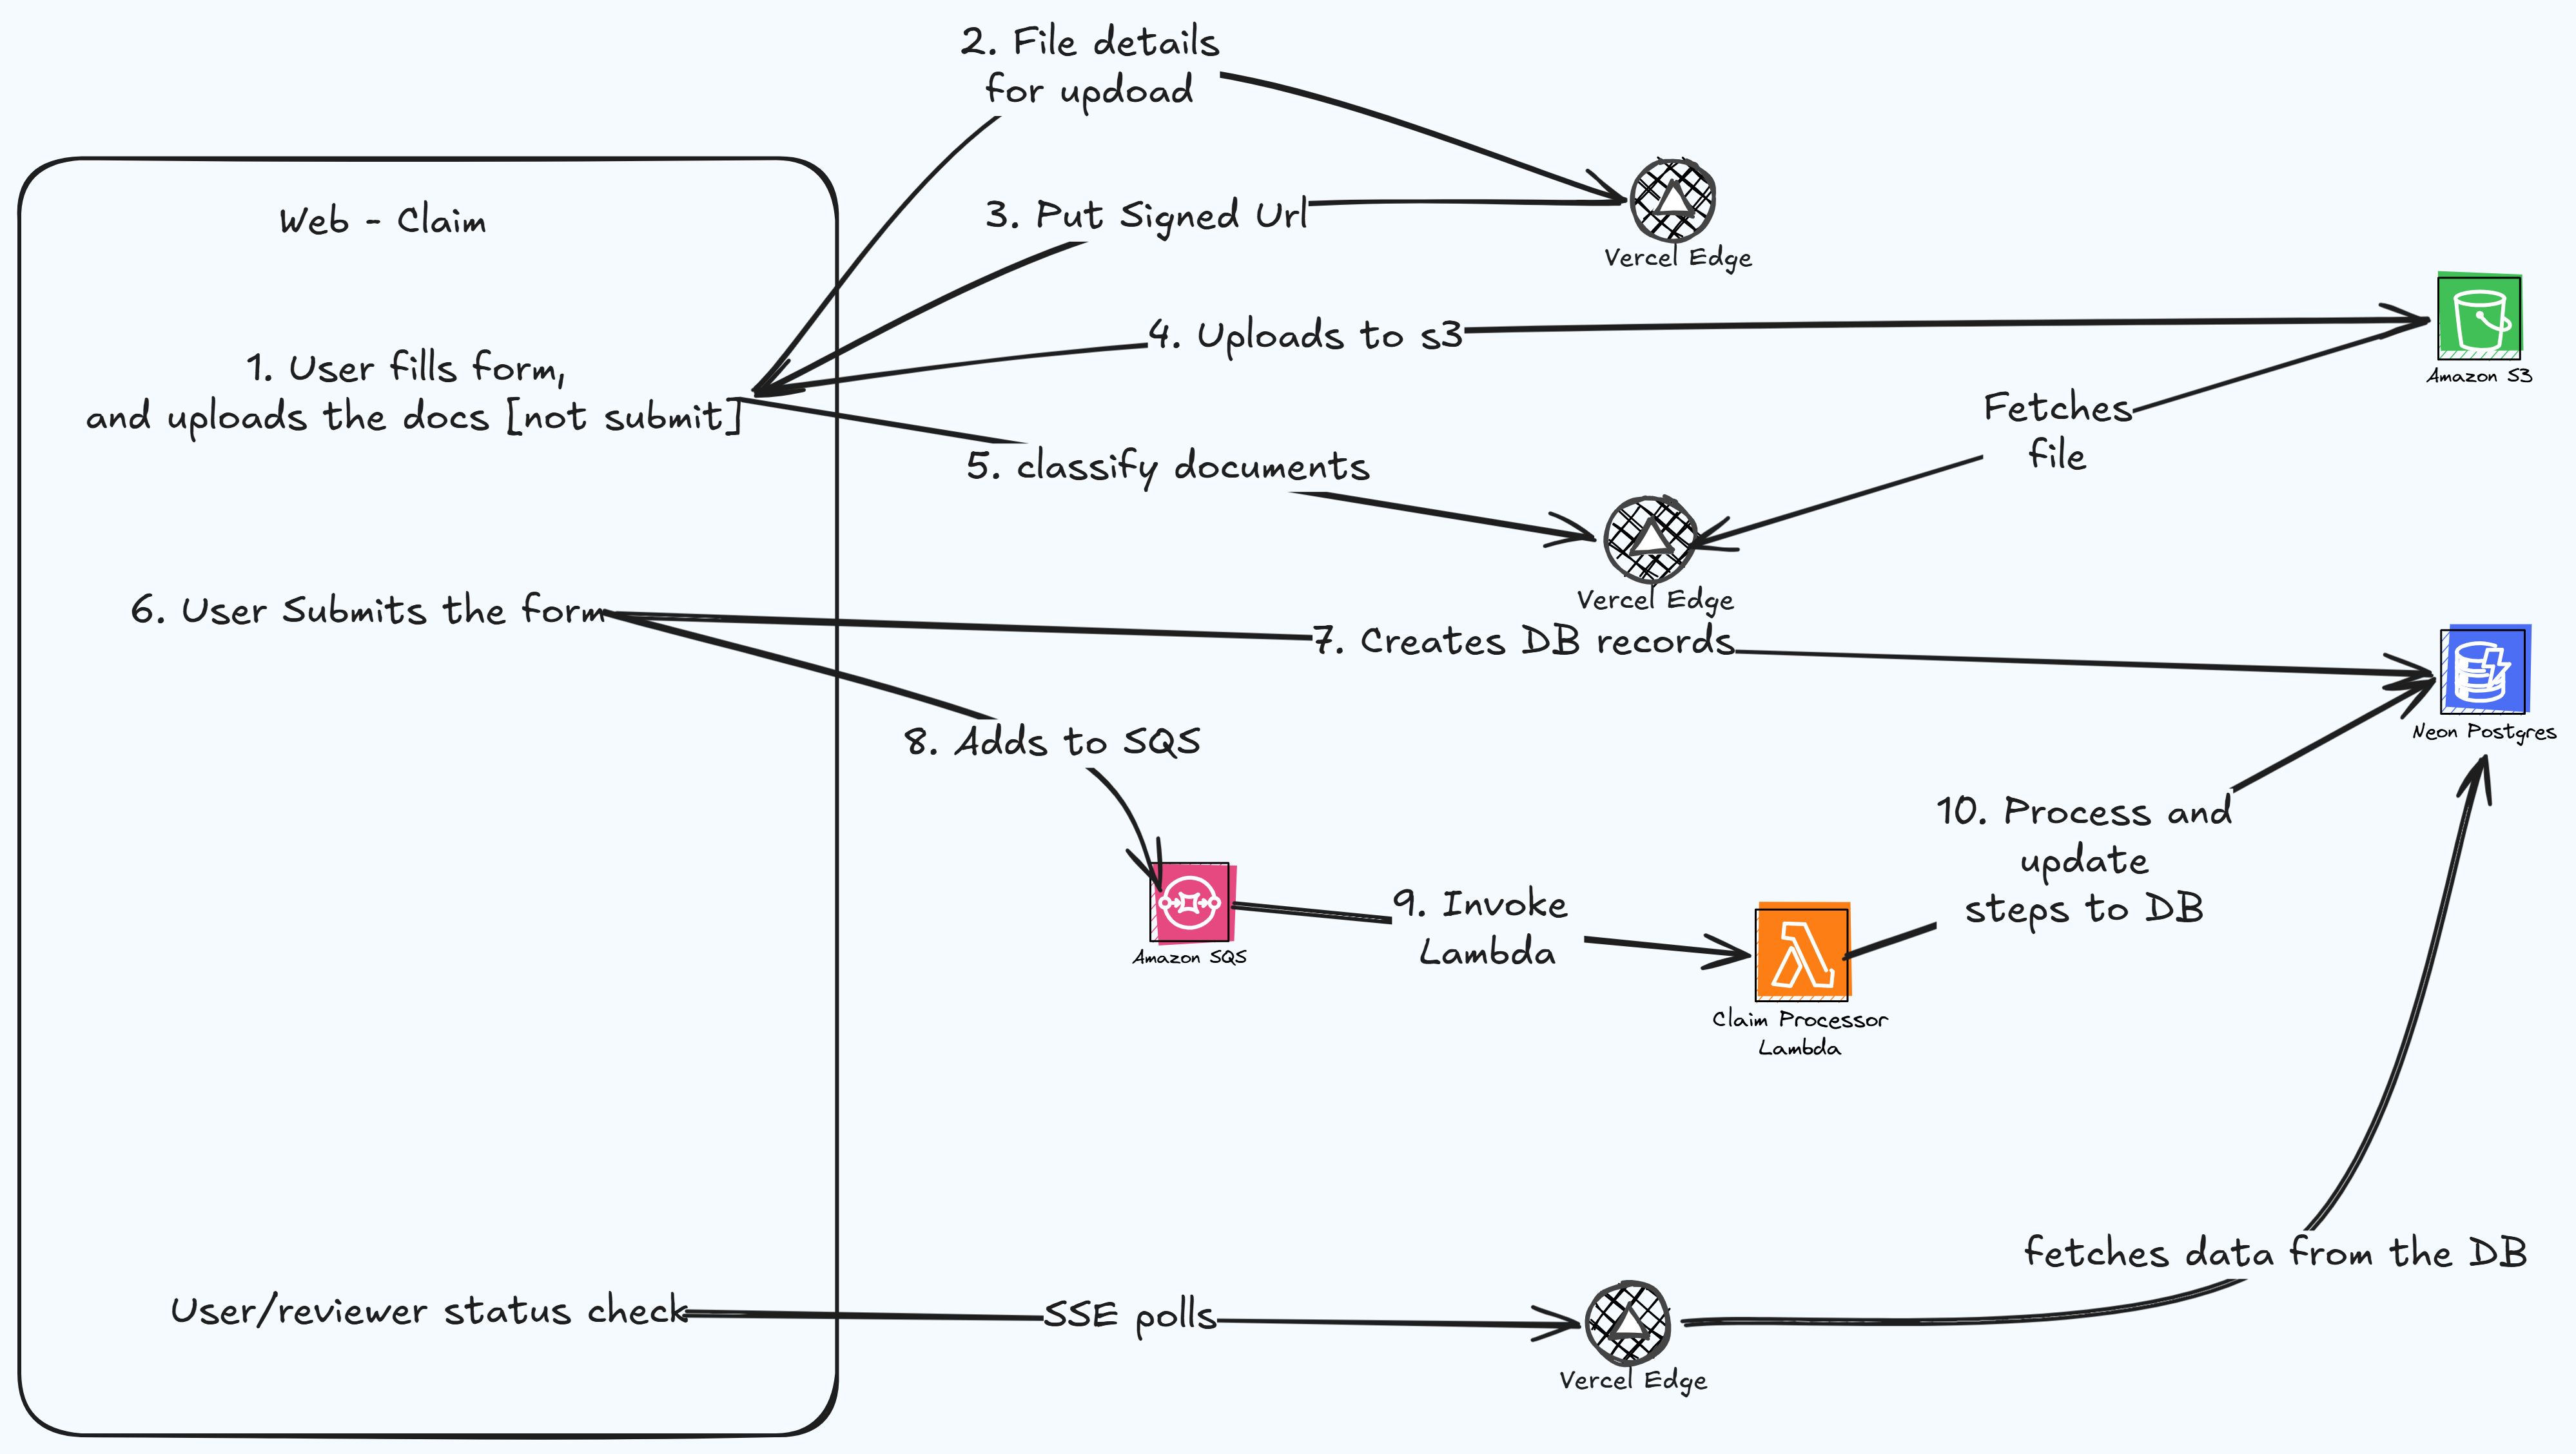 2. File details
for updoad
Web - Claim
3. Put Signed Url
Vercel Edge
4. Uploads to s3
Amazon S3
1. User fills form,
and uploads the docs [not submit]
Fetches
file
5. classify documents
Vercel Edge
6. User Submits the form
7. Creates DB records
Neon Postgres
8. Adds to SQS
Amazon SQS
9. Invoke
Lambda
Claim Processor
Lambda
10. Process and
update
steps to DB
fetches data from the DB
User/reviewer status check
SSE polls
Vercel Edge